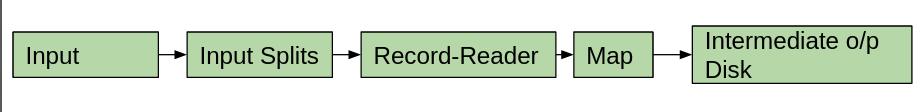 Input
Input Splits
Record-Reader
Map
Intermediate o/p
Disk